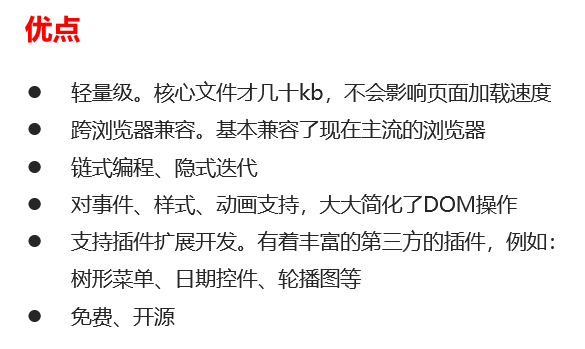 优点
● 轻量级。核心文件才几十kb，不会影响页面加载速度
● 跨浏览器兼容。基本兼容了现在主流的浏览器
● 链式编程、隐式迭代
● 对事件、样式、动画支持，大大简化了DOM操作
● 支持插件扩展开发。有着丰富的第三方的插件，例如：
树形菜单、日期控件、轮播图等
● 免费、开源